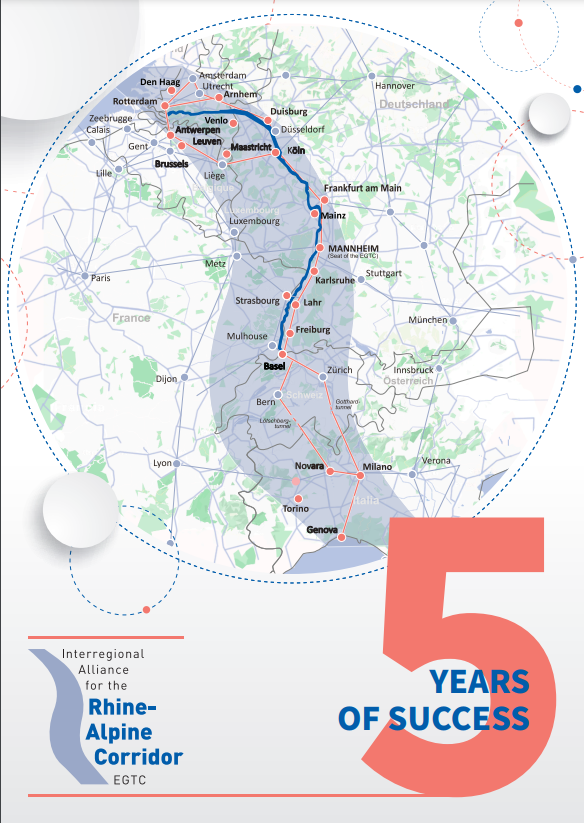 Amsterdam
Den Haag
Utrecht
Hannover
Arnhem
Rotterdam
Deutschland
Duisburg
Zeebrugge
Venlo
Düsseldorf
Calais
Antwerpen
Gent
Leuven
Maastricht
Köln
Brussels
Lille
Liège
Frankfurt am Main
Mainz
Luxembourg
MANNHEIM
(Seat of the EGTC)
Metz
Paris
Karlsruhe
Stuttgart
Strasbourg
Lahr
France
München
Freiburg
Mulhouse
Basel
Zürich
Innsbruck
Dijon
Österreich
Schweiz
Bern
Gotthard-
tunnel
Lötschberg-
tunnel
Lyon
Novara
Milano
Verona
Italia
Torino
Genova
5
YEARS
OF SUCCESS
Interregional
Alliance
for the
Rhine-
Alpine
Corridor
EGTC